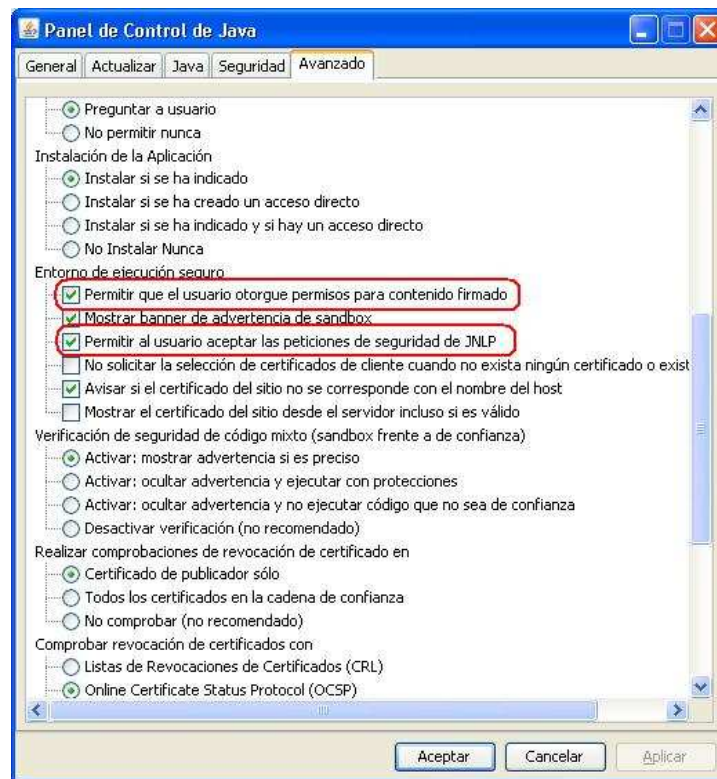 Panel de Control de Java
General Actualizar Java Seguridad Avanzado
Preguntar a usuario
No permitir nunca
Instalación de la Aplicación
Instalar si se ha indicado
Instalar si se ha creado un acceso directo
Instalar si se ha indicado y si hay un acceso directo
No Instalar Nunca
Entorno de ejecución seguro
Permitir que el usuario otorgue permisos para contenido firmado
Mostrar banner de advertencia de sandbox
Permitir al usuario aceptar las peticiones de seguridad de JNLP
No solicitar la selección de certificados de cliente cuando no exista ningún certificado o exist
Avisar si el certificado del sitio no se corresponde con el nombre del host
Mostrar el certificado del sitio desde el servidor incluso si es válido
Verificación de seguridad de código mixto (sandbox frente a de confianza)
Activar: mostrar advertencia si es preciso
Activar: ocultar advertencia y ejecutar con protecciones
Activar: ocultar advertencia y no ejecutar código que no sea de confianza
Desactivar verificación (no recomendado)
Realizar comprobaciones de revocación de certificado en
Certificado de publicador sólo
Todos los certificados en la cadena de confianza
No comprobar (no recomendado)
Comprobar revocación de certificados con
Listas de Revocaciones de Certificados (CRL)
Online Certificate Status Protocol (OCSP)
Aceptar Cancelar Aplicar